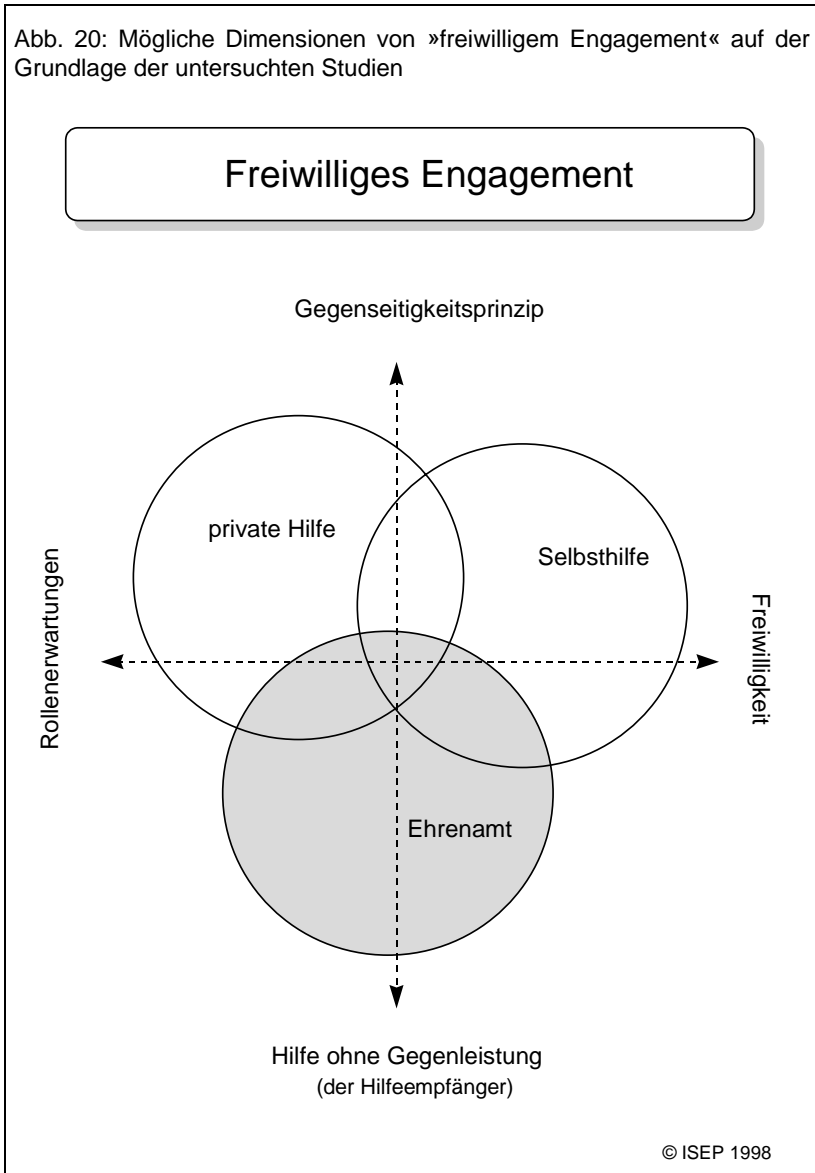 Abb. 20: Mögliche Dimensionen von »freiwilligem Engagement« auf der
Grundlage der untersuchten Studien
Freiwilliges Engagement
Gegenseitigkeitsprinzip
private Hilfe
Selbsthilfe
Rollenerwartungen
Freiwilligkeit
Ehrenamt
Hilfe ohne Gegenleistung
(der Hilfeempfänger)
© ISEP 1998